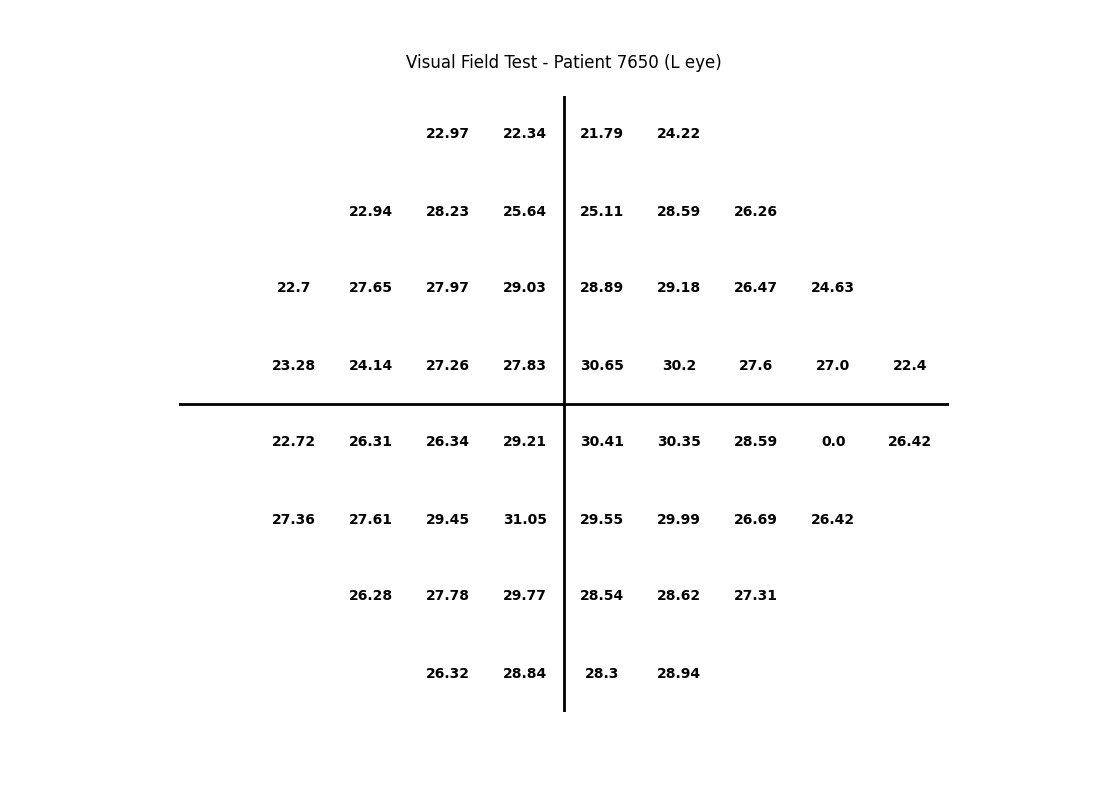 Visual Field Test - Patient 7650 (L eye)
22.97 22.34 21.79 24.22
22.94 28.23 25.64 25.11 28.59 26.26
22.7 27.65 27.97 29.03 28.89 29.18 26.47 24.63
23.28 24.14 27.26 27.83 30.65 30.2 27.6 27.0 22.4
22.72 26.31 26.34 29.21 30.41 30.35 28.59 0.0 26.42
27.36 27.61 29.45 31.05 29.55 29.99 26.69 26.42
26.28 27.78 29.77 28.54 28.62 27.31
26.32 28.84 28.3 28.94